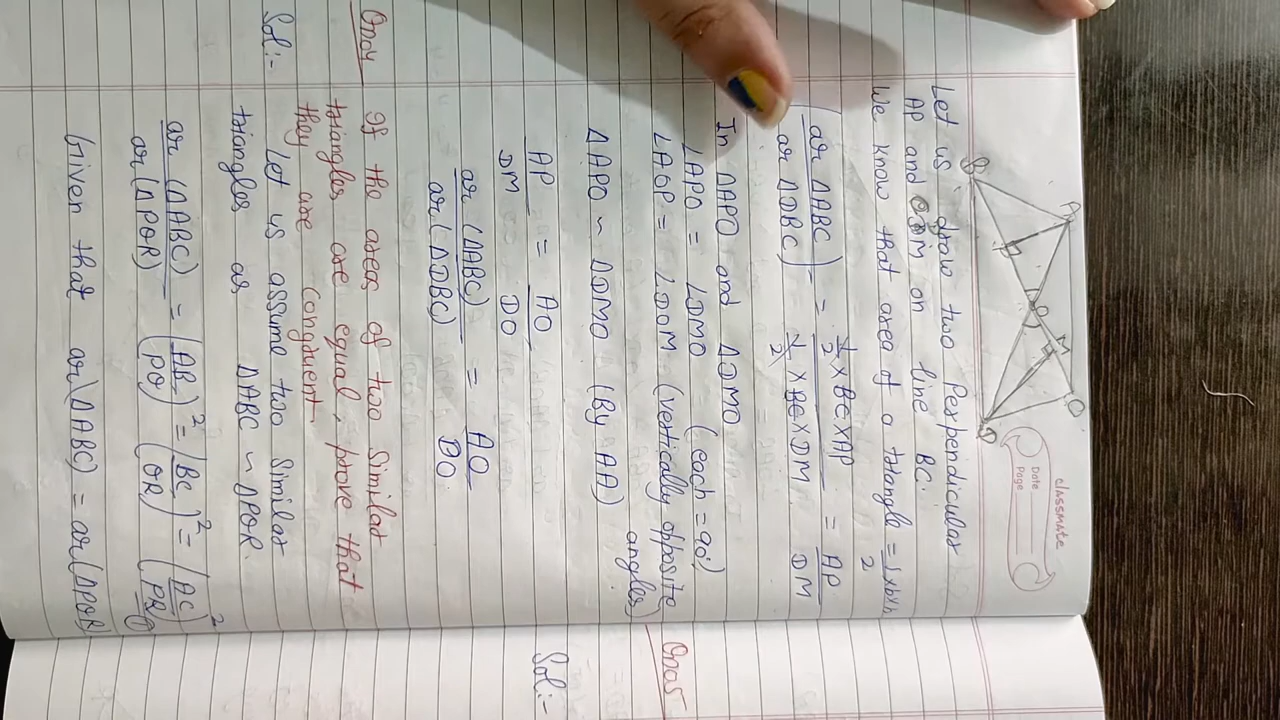 classmate
Date
Page
A
B
P
O
M
C
D
Let us draw two Perpendicular
AP and DM on line BC.
We know that area of a triangle = 1/2 x b x h
ar ΔABC) / ar ΔDBC) = 1/2 × BC × AP / 1/2 × BC × DM = AP / DM
In ΔAPO and ΔDMO
∠APO = ∠DMO (each = 90°)
∠AOP = ∠DOM (vertically opposite angles)
ΔAPO ~ ΔDMO (By AA)
AP / DM = AO / DO
ar (ΔABC) / ar (ΔDBC) = AO / DO
Qno4 If the areas of two similar
triangles are equal, prove that
they are congruent.
Sol:- Let us assume two similar
triangles as ΔABC ~ ΔPQR.
ar (ΔABC) / ar (ΔPQR) = (AB / PQ)² = (BC / QR)² = (AC / PR)²
Given that ar(ΔABC) = ar(ΔPQR)
Qno5
Sol:-